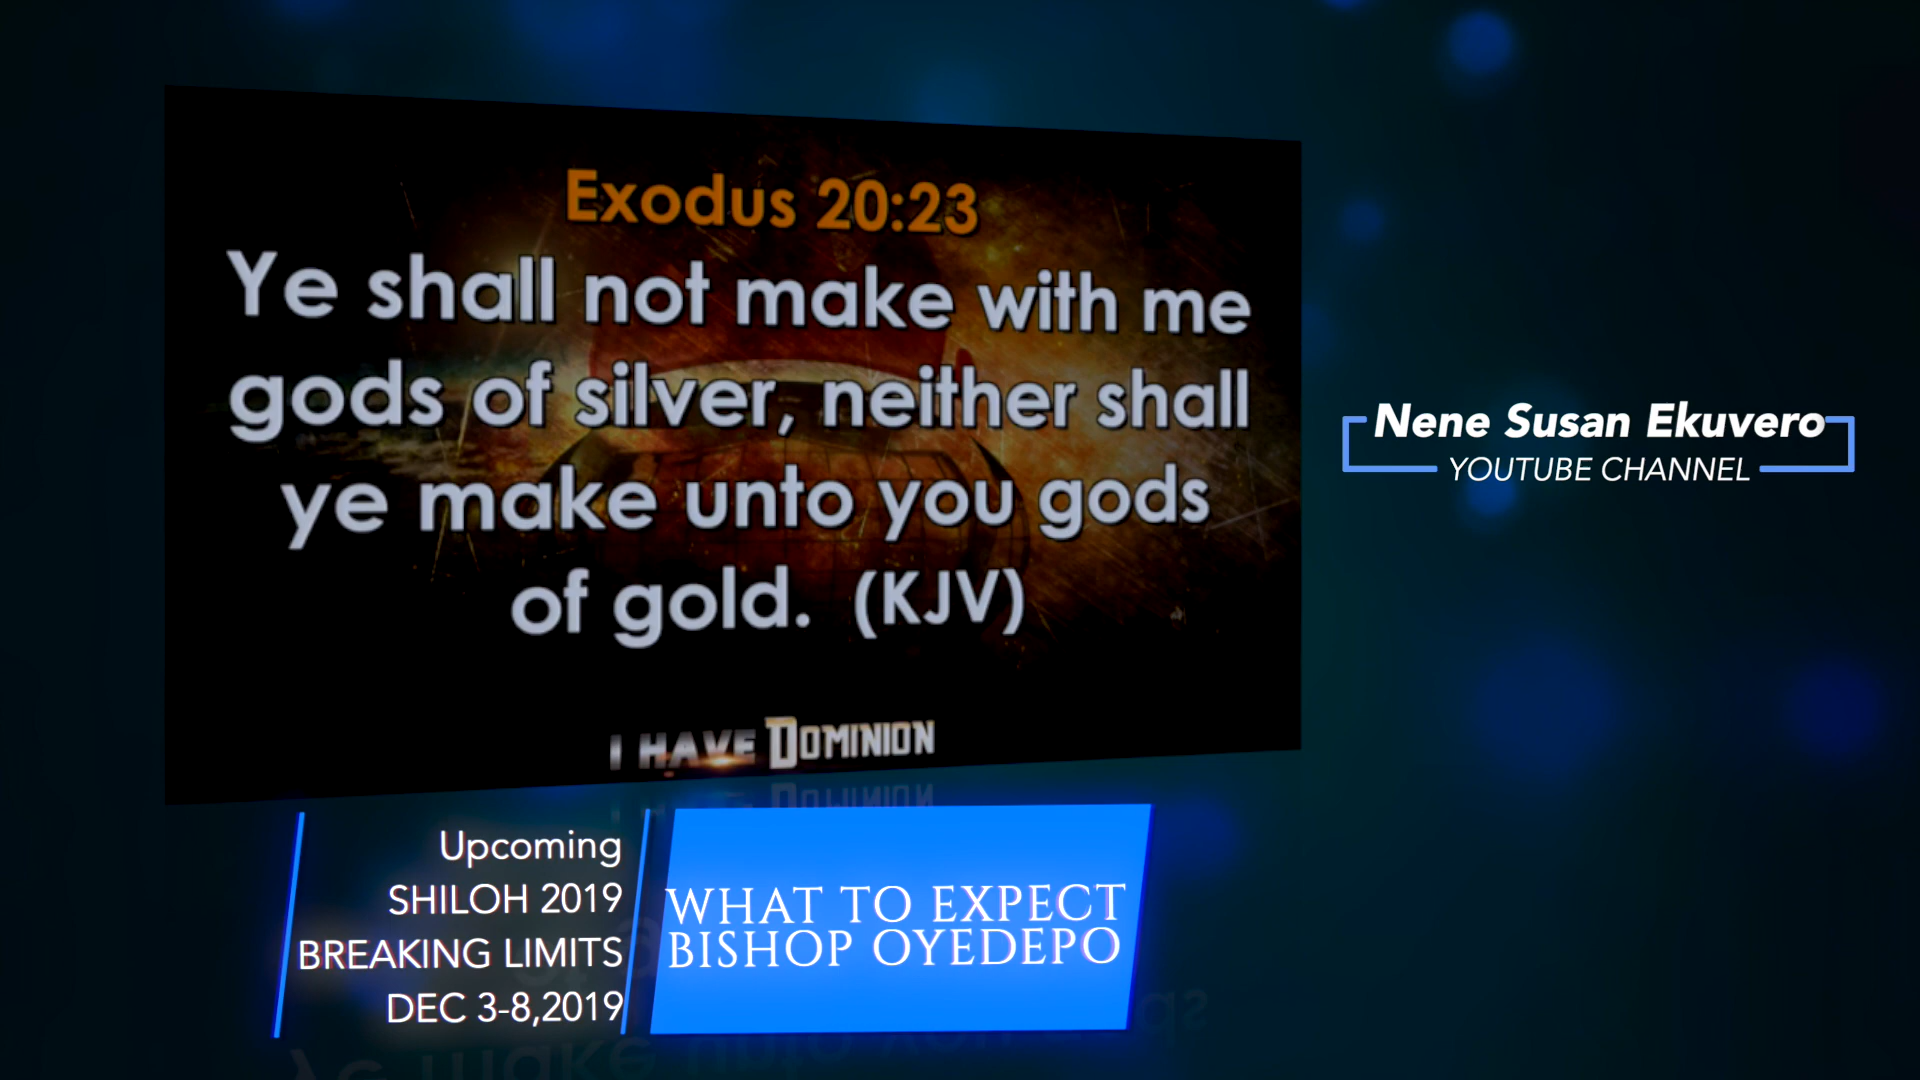 Exodus 20:23
Ye shall not make with me
gods of silver, neither shall
ye make unto you gods
of gold. (KJV)
I HAVE DOMINION
Nene Susan Ekuvero
YOUTUBE CHANNEL
Upcoming
SHILOH 2019
BREAKING LIMITS
DEC 3-8,2019
WHAT TO EXPECT
BISHOP OYEDEPO